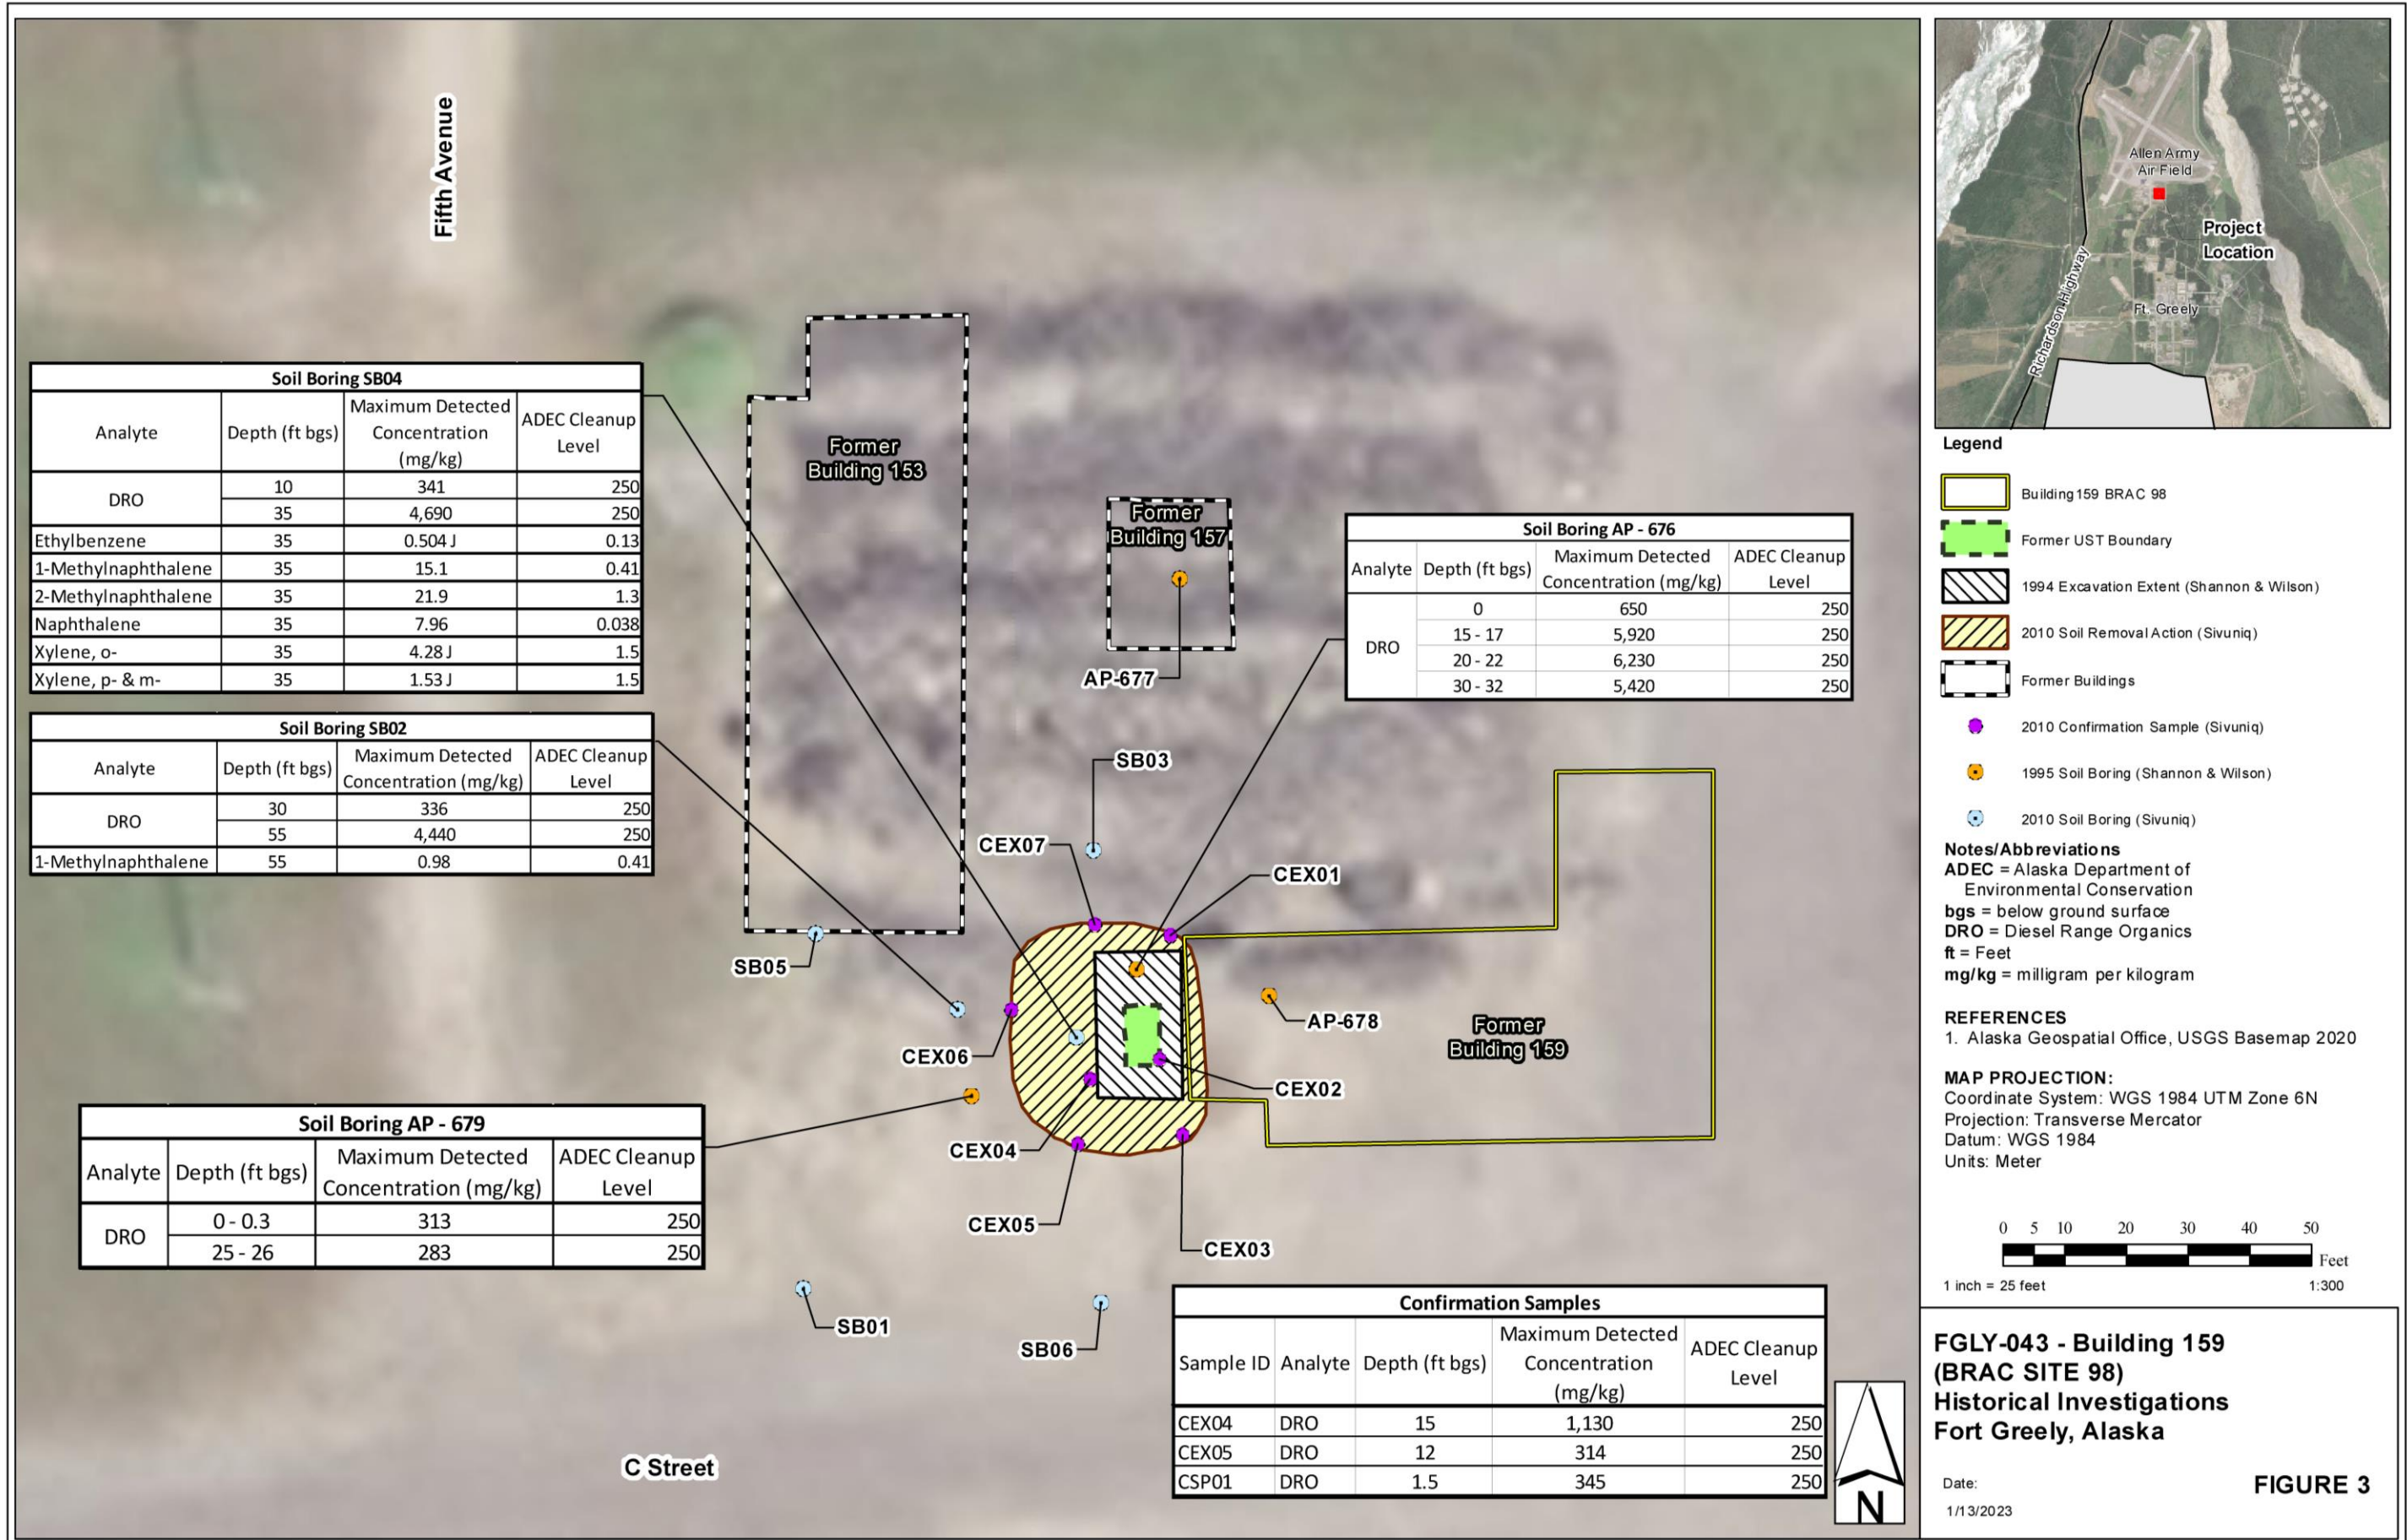 Fifth Avenue
Soil Boring SB04
Analyte Depth (ft bgs) Maximum Detected Concentration (mg/kg) ADEC Cleanup Level
DRO 10 341 250
35 4,690 250
Ethylbenzene 35 0.504 J 0.13
1-Methylnaphthalene 35 15.1 0.41
2-Methylnaphthalene 35 21.9 1.3
Naphthalene 35 7.96 0.038
Xylene, o- 35 4.28 J 1.5
Xylene, p- & m- 35 1.53 J 1.5
Soil Boring SB02
Analyte Depth (ft bgs) Maximum Detected Concentration (mg/kg) ADEC Cleanup Level
DRO 30 336 250
55 4,440 250
1-Methylnaphthalene 55 0.98 0.41
Former
Building 153
Former
Building 157
AP-677
Soil Boring AP - 676
Analyte Depth (ft bgs) Maximum Detected Concentration (mg/kg) ADEC Cleanup Level
DRO 0 650 250
15 - 17 5,920 250
20 - 22 6,230 250
30 - 32 5,420 250
SB03
CEX07
CEX01
SB05
CEX06
AP-678
Former
Building 159
CEX02
CEX04
CEX05
CEX03
Soil Boring AP - 679
Analyte Depth (ft bgs) Maximum Detected Concentration (mg/kg) ADEC Cleanup Level
DRO 0 - 0.3 313 250
25 - 26 283 250
SB01
SB06
C Street
Confirmation Samples
Sample ID Analyte Depth (ft bgs) Maximum Detected Concentration (mg/kg) ADEC Cleanup Level
CEX04 DRO 15 1,130 250
CEX05 DRO 12 314 250
CSP01 DRO 1.5 345 250
N
Allen Army
Air Field
Project
Location
Richardson Highway
Ft. Greely
Legend
Building159 BRAC 98
Former UST Boundary
1994 Excavation Extent (Shannon & Wilson)
2010 Soil Removal Action (Sivuniq)
Former Buildings
2010 Confirmation Sample (Sivuniq)
1995 Soil Boring (Shannon & Wilson)
2010 Soil Boring (Sivuniq)
Notes/Abbreviations
ADEC = Alaska Department of
Environmental Conservation
bgs = below ground surface
DRO = Diesel Range Organics
ft = Feet
mg/kg = milligram per kilogram
REFERENCES
1. Alaska Geospatial Office, USGS Basemap 2020
MAP PROJECTION:
Coordinate System: WGS 1984 UTM Zone 6N
Projection: Transverse Mercator
Datum: WGS 1984
Units: Meter
0 5 10 20 30 40 50
Feet
1 inch = 25 feet 1:300
FGLY-043 - Building 159
(BRAC SITE 98)
Historical Investigations
Fort Greely, Alaska
Date:
1/13/2023
FIGURE 3